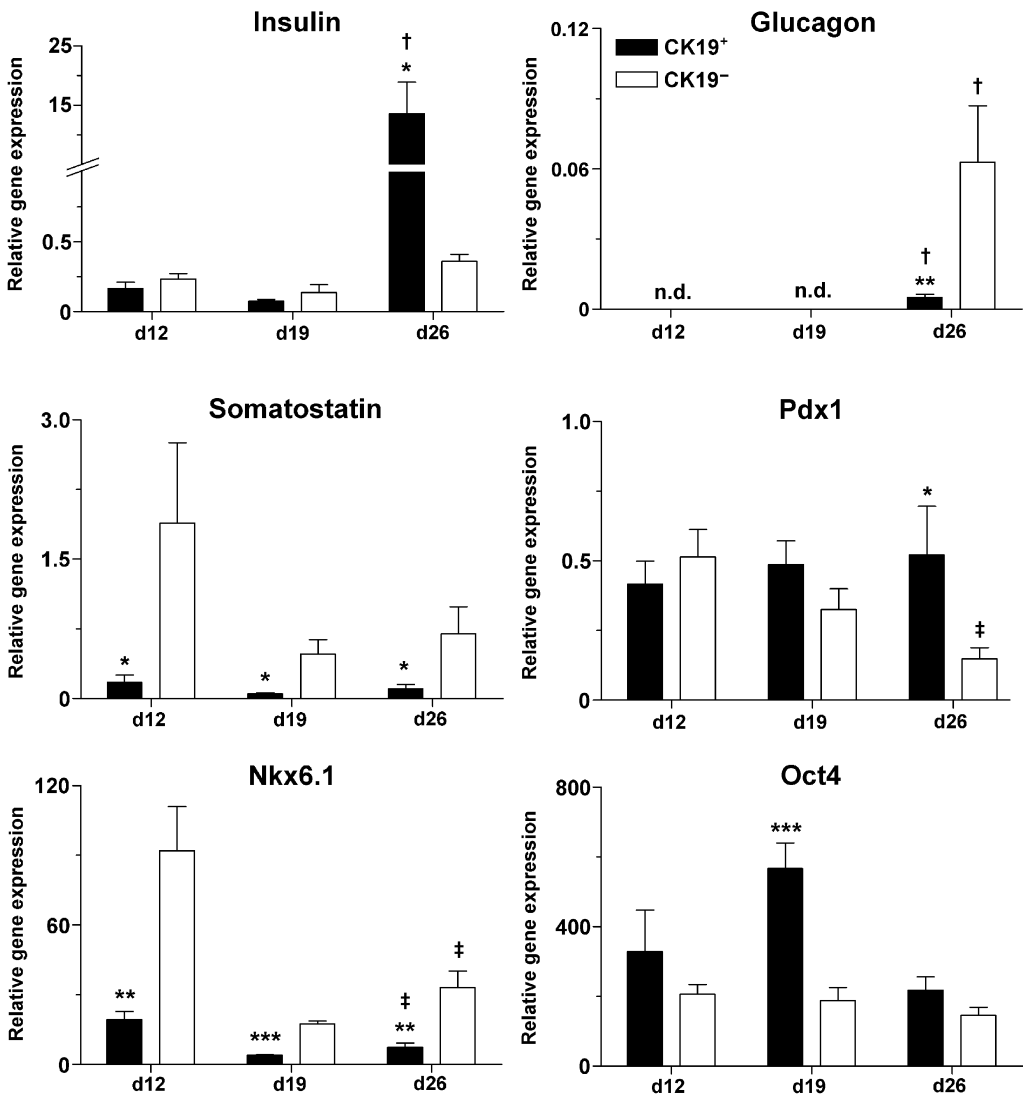 Insulin
Relative gene expression
25
15
0.5
0
†
*
d12
d19
d26
Glucagon
Relative gene expression
0.12
0.06
0
CK19+
CK19−
n.d.
n.d.
†
**
†
d12
d19
d26
Somatostatin
Relative gene expression
3.0
1.5
0
*
*
*
d12
d19
d26
Pdx1
Relative gene expression
1.0
0.5
0
*
‡
d12
d19
d26
Nkx6.1
Relative gene expression
120
60
0
**
***
‡
**
‡
d12
d19
d26
Oct4
Relative gene expression
800
400
0
***
d12
d19
d26